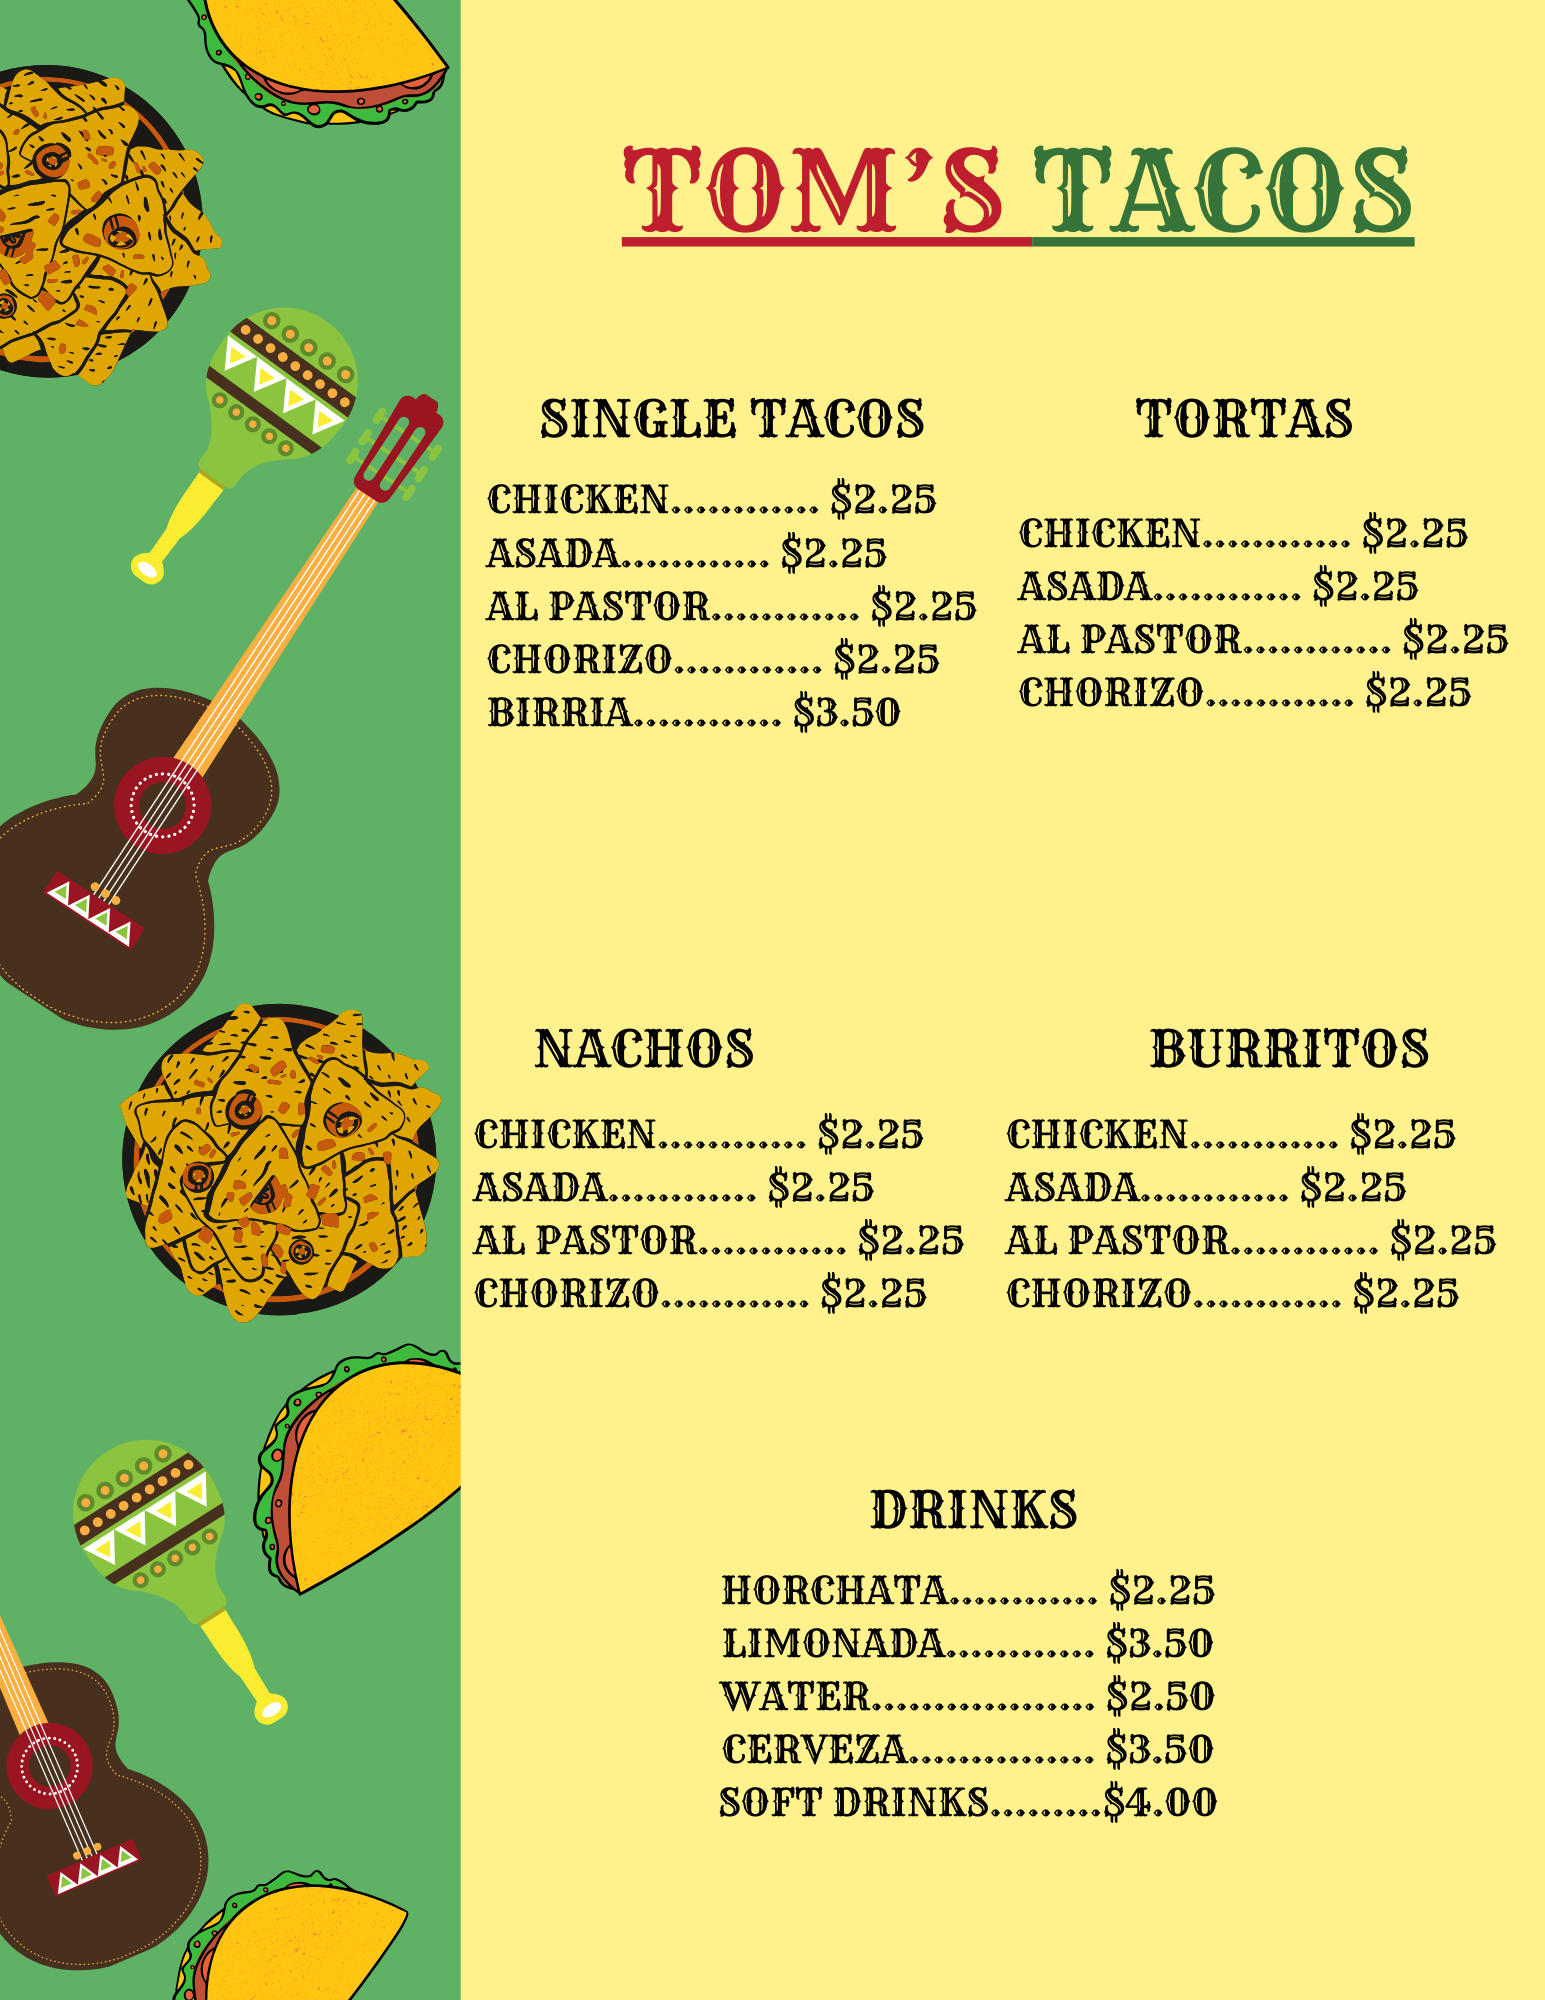 TOM'S TACOS
SINGLE TACOS
CHICKEN............ $2.25
ASADA............ $2.25
AL PASTOR............ $2.25
CHORIZO............ $2.25
BIRRIA............ $3.50
TORTAS
CHICKEN............ $2.25
ASADA............ $2.25
AL PASTOR............ $2.25
CHORIZO............ $2.25
NACHOS
CHICKEN............ $2.25
ASADA............ $2.25
AL PASTOR............ $2.25
CHORIZO............ $2.25
BURRITOS
CHICKEN............ $2.25
ASADA............ $2.25
AL PASTOR............ $2.25
CHORIZO............ $2.25
DRINKS
HORCHATA............ $2.25
LIMONADA............ $3.50
WATER.................. $2.50
CERVEZA............... $3.50
SOFT DRINKS.........$4.00